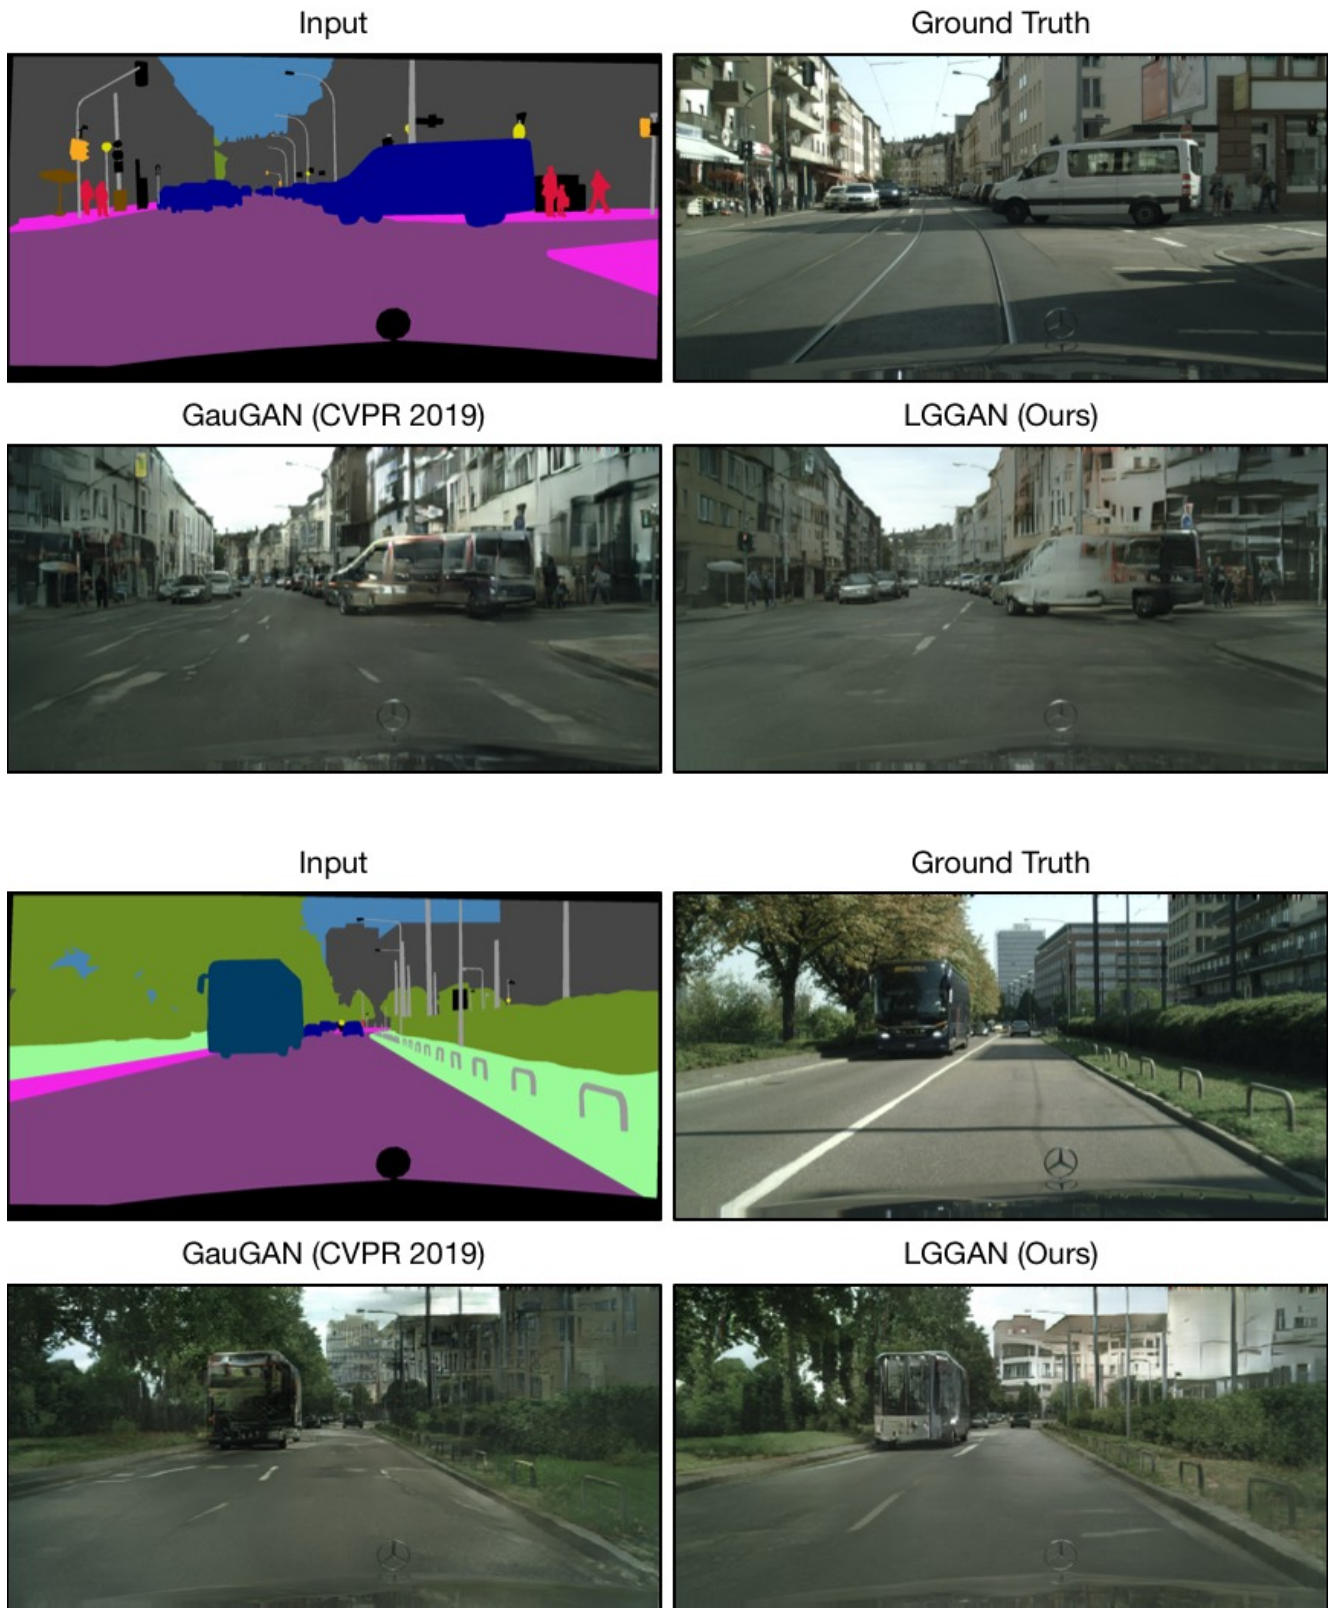 Input
Ground Truth
GauGAN (CVPR 2019)
LGGAN (Ours)
Input
Ground Truth
GauGAN (CVPR 2019)
LGGAN (Ours)